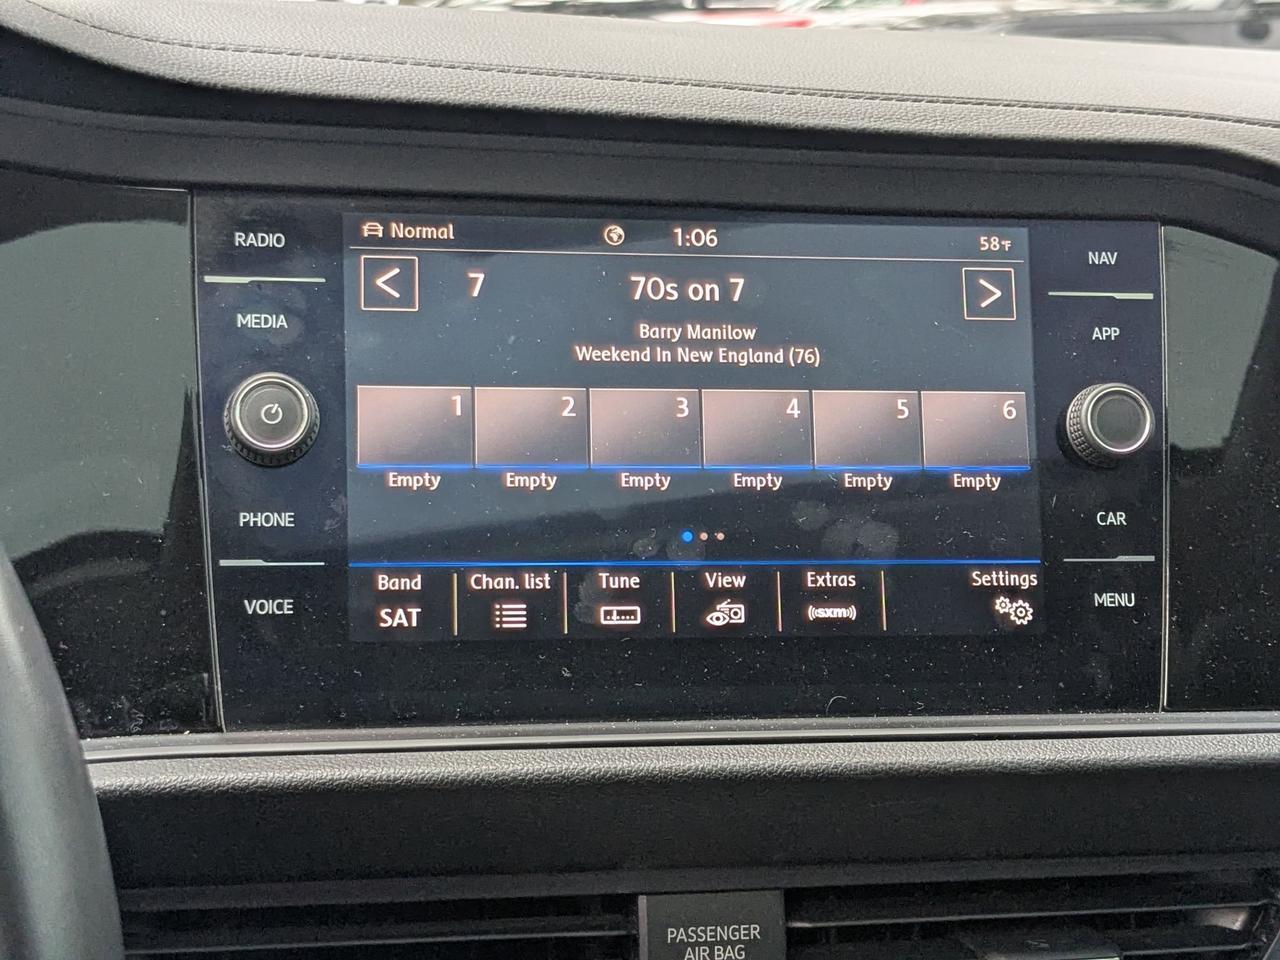 RADIO
MEDIA
PHONE
VOICE
Normal
1:06
58°F
<
7
70s on 7
>
Barry Manilow
Weekend In New England (76)
1 2 3 4 5 6
Empty Empty Empty Empty Empty Empty
Band Chan. list Tune View Extras Settings
SAT
((sxm))
NAV
APP
CAR
MENU
PASSENGER
AIR BAG